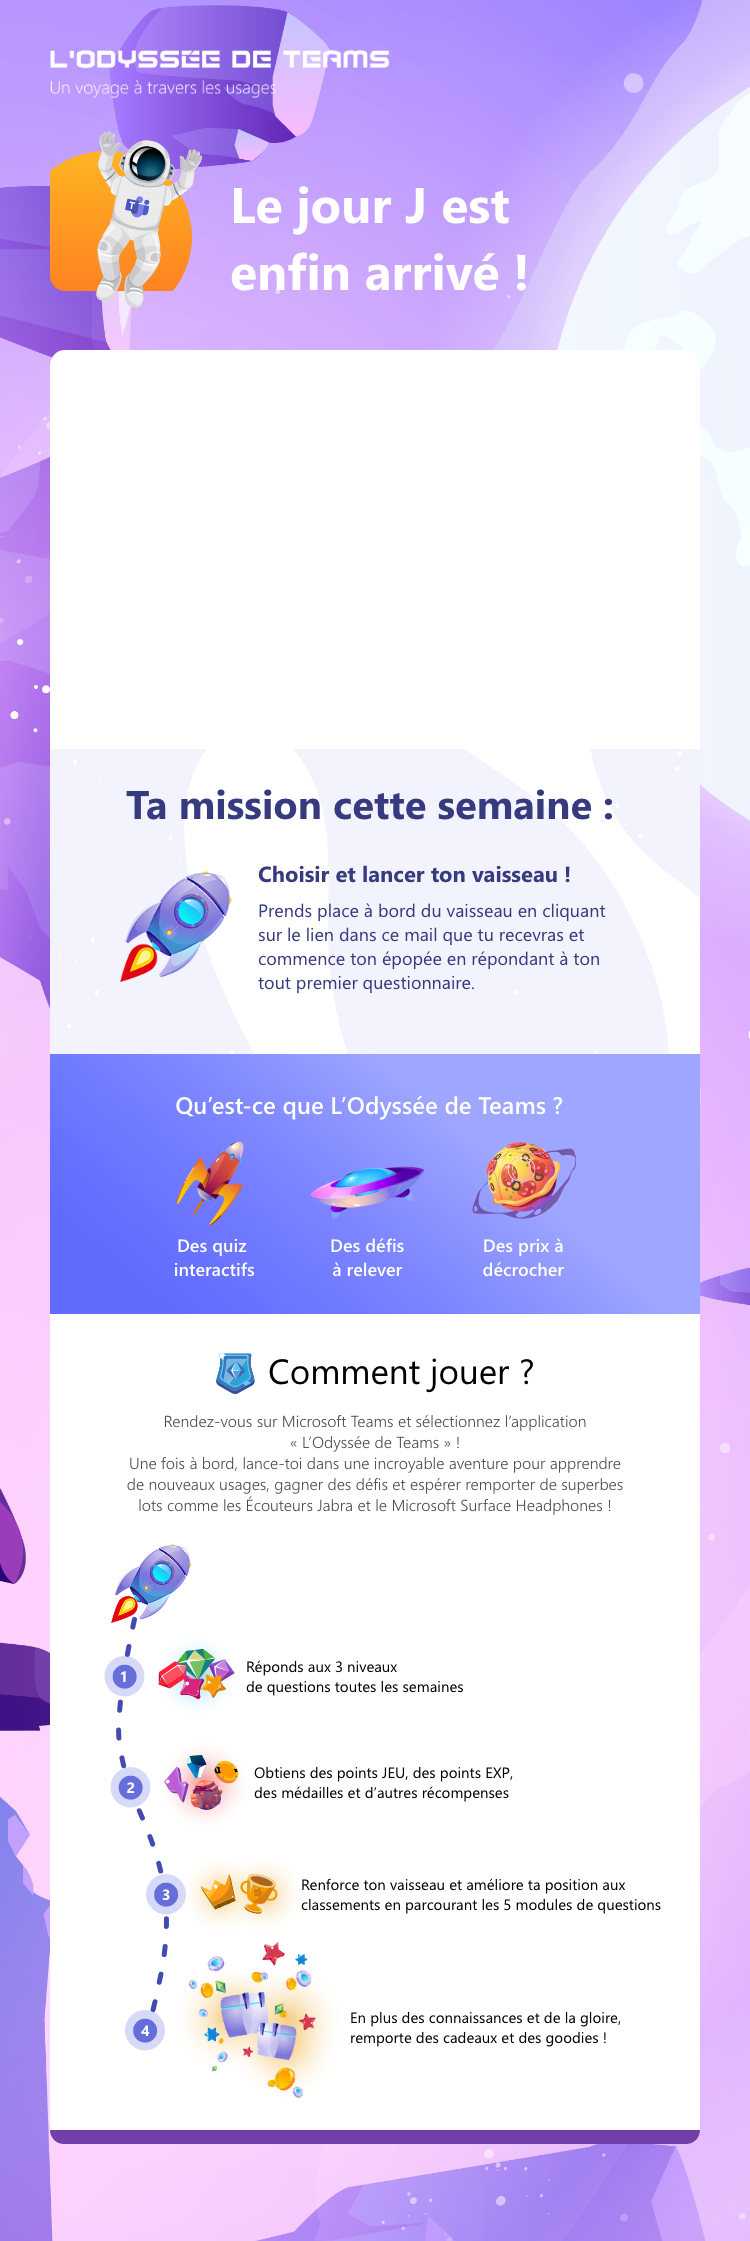 L'ODYSSÉE DE TEAMS
Un voyage à travers les usages
Le jour J est
enfin arrivé !
Ta mission cette semaine :
Choisir et lancer ton vaisseau !
Prends place à bord du vaisseau en cliquant
sur le lien dans ce mail que tu recevras et
commence ton épopée en répondant à ton
tout premier questionnaire.
Qu’est-ce que L’Odyssée de Teams ?
Des quiz
interactifs
Des défis
à relever
Des prix à
décrocher
Comment jouer ?
Rendez-vous sur Microsoft Teams et sélectionnez l’application
« L’Odyssée de Teams » !
Une fois à bord, lance-toi dans une incroyable aventure pour apprendre
de nouveaux usages, gagner des défis et espérer remporter de superbes
lots comme les Écouteurs Jabra et le Microsoft Surface Headphones !
1
Réponds aux 3 niveaux
de questions toutes les semaines
2
Obtiens des points JEU, des points EXP,
des médailles et d’autres récompenses
3
Renforce ton vaisseau et améliore ta position aux
classements en parcourant les 5 modules de questions
4
En plus des connaissances et de la gloire,
remporte des cadeaux et des goodies !